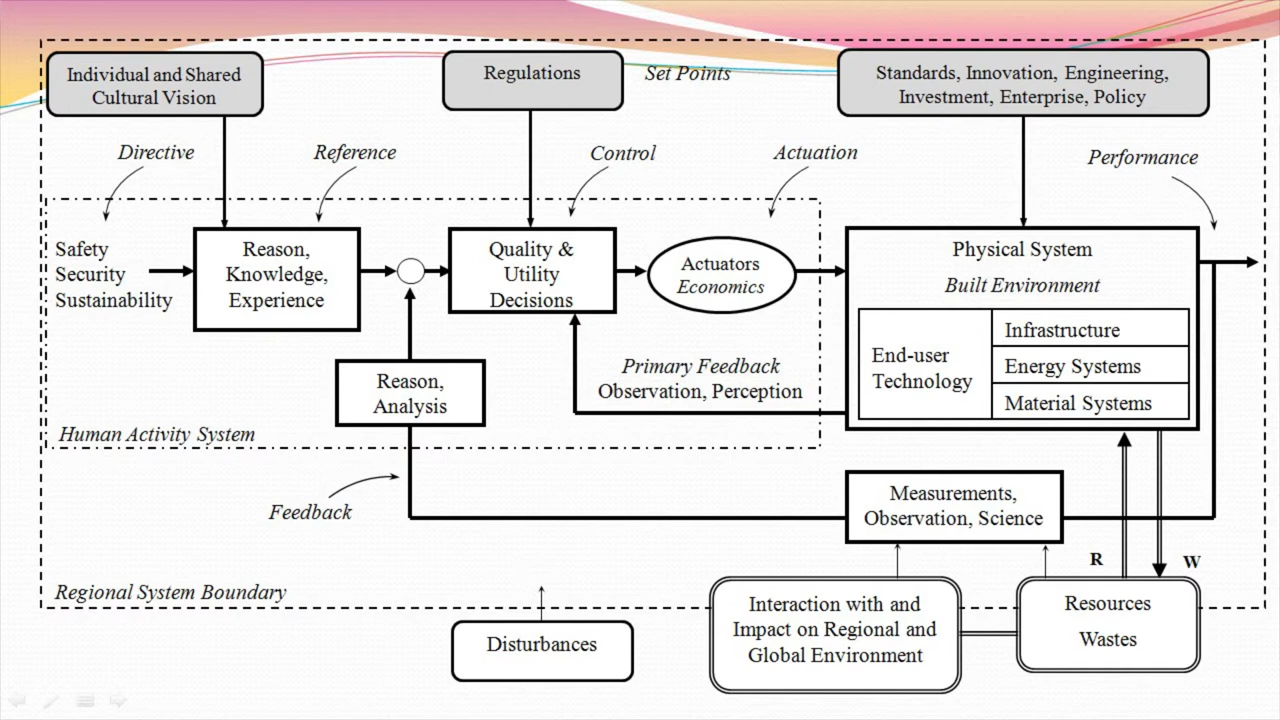 Individual and Shared
Cultural Vision
Regulations
Set Points
Standards, Innovation, Engineering,
Investment, Enterprise, Policy
Directive
Reference
Control
Actuation
Performance
Safety
Security
Sustainability
Reason,
Knowledge,
Experience
Quality &
Utility
Decisions
Actuators
Economics
Physical System
Built Environment
End-user
Technology
Infrastructure
Energy Systems
Material Systems
Primary Feedback
Observation, Perception
Reason,
Analysis
Human Activity System
Feedback
Measurements,
Observation, Science
R
W
Regional System Boundary
Disturbances
Interaction with and
Impact on Regional and
Global Environment
Resources
Wastes